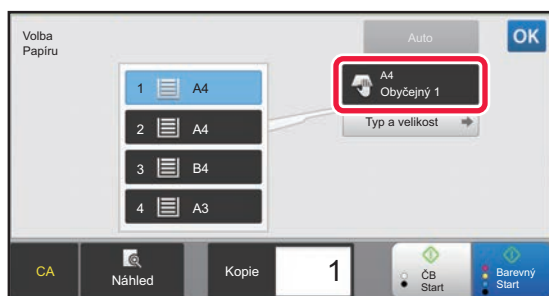 Volba
Papíru
Auto
OK
1 A4
2 A4
3 B4
4 A3
A4
Obyčejný 1
Typ a velikost
CA
Náhled
Kopie
1
ČB
Start
Barevný
Start